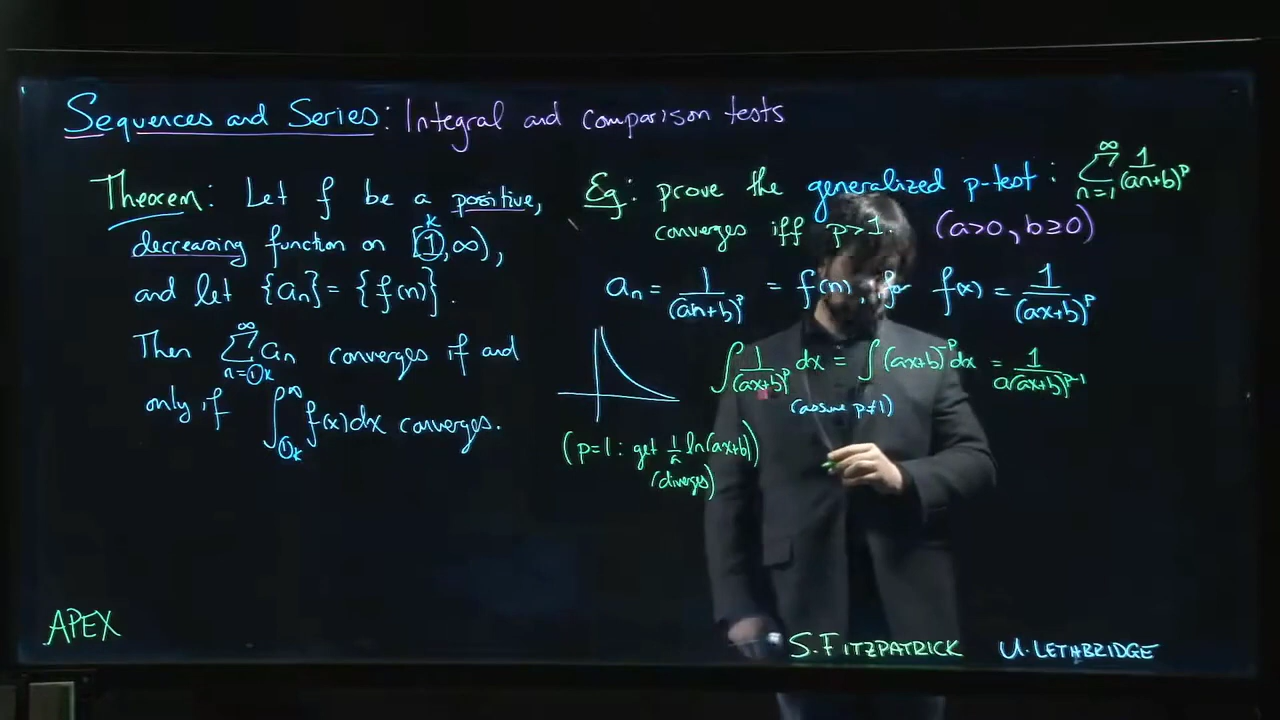 Sequences and Series: Integral and comparison tests
Theorem: Let f be a positive,
decreasing function on [1, ∞),
k
and let {aₙ} = {f(n)}.
Then ∑_{n=1 k}^{∞} aₙ converges if and
only if ∫_{1 k}^{∞} f(x)dx converges.
Eg: prove the generalized p-test: ∑_{n=1}^{∞} 1/(an+b)^p
converges iff p>1. (a>0, b≥0)
aₙ = 1/(an+b)^p = f(n), for f(x) = 1/(ax+b)^p
∫ 1/(ax+b)^p dx = ∫ (ax+b)^{-p} dx = 1/a(ax+b)^{p-1}
(assume p≠1)
(p=1: get 1/a ln(ax+b))
(diverges)
APEX
S. FITZPATRICK U. LETHBRIDGE